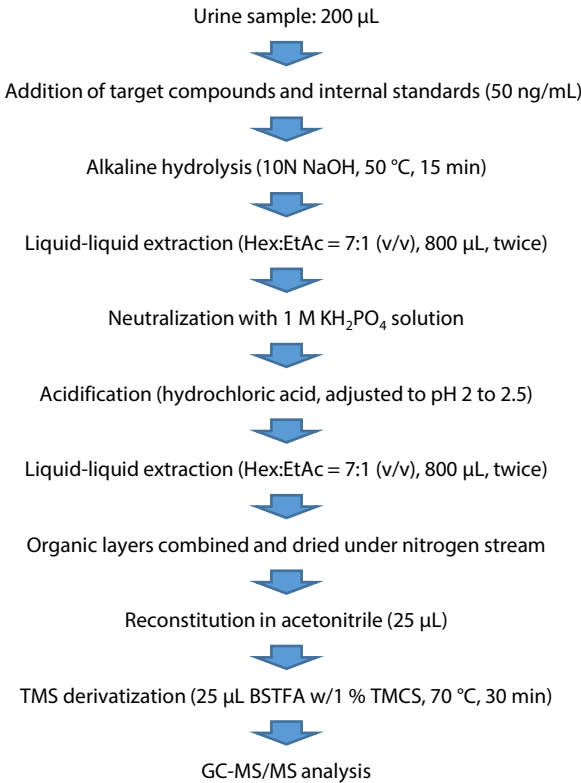 Urine sample: 200 µL
Addition of target compounds and internal standards (50 ng/mL)
Alkaline hydrolysis (10N NaOH, 50 °C, 15 min)
Liquid-liquid extraction (Hex:EtAc = 7:1 (v/v), 800 µL, twice)
Neutralization with 1 M KH₂PO₄ solution
Acidification (hydrochloric acid, adjusted to pH 2 to 2.5)
Liquid-liquid extraction (Hex:EtAc = 7:1 (v/v), 800 µL, twice)
Organic layers combined and dried under nitrogen stream
Reconstitution in acetonitrile (25 µL)
TMS derivatization (25 µL BSTFA w/1 % TMCS, 70 °C, 30 min)
GC-MS/MS analysis